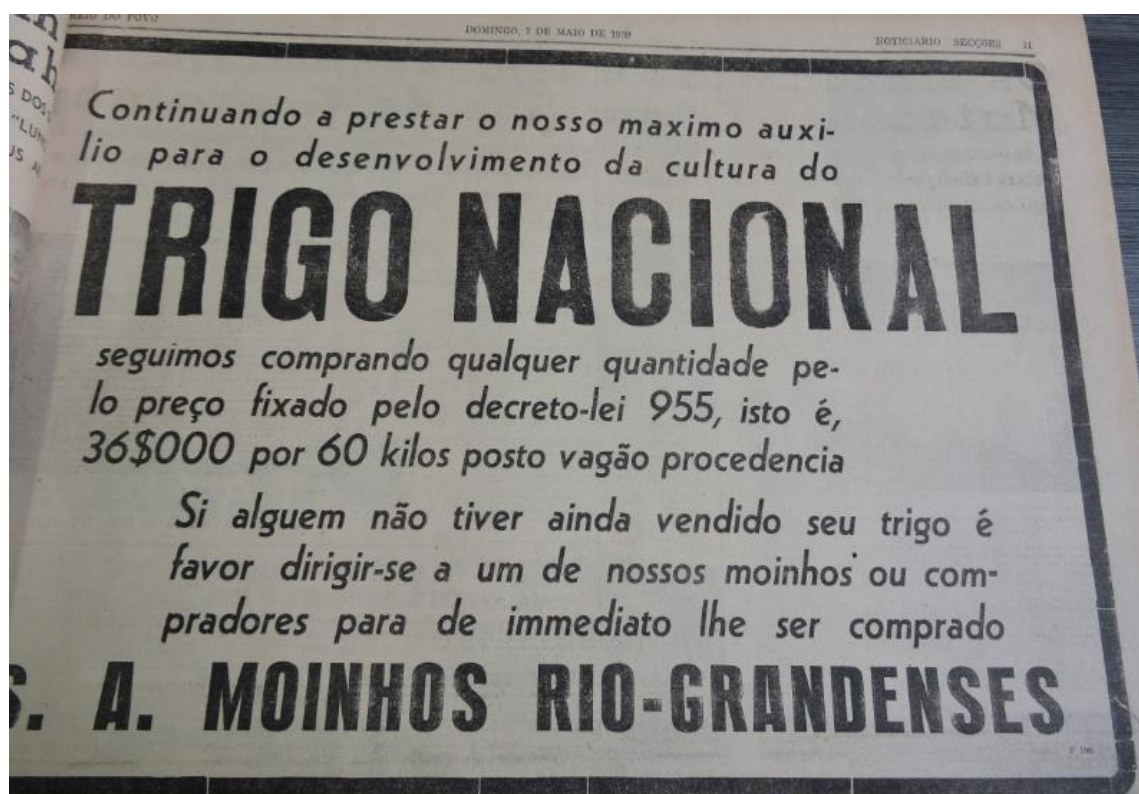 DO POVO
DOMINGO, 7 DE MAIO DE 1939
NOTICIARIO SECÇÕES 11
Continuando a prestar o nosso maximo auxi-
lio para o desenvolvimento da cultura do
TRIGO NACIONAL
seguimos comprando qualquer quantidade pe-
lo preço fixado pelo decreto-lei 955, isto é,
36$000 por 60 kilos posto vagão procedencia
Si alguem não tiver ainda vendido seu trigo é
favor dirigir-se a um de nossos moinhos ou com-
pradores para de immediato lhe ser comprado
S. A. MOINHOS RIO-GRANDENSES